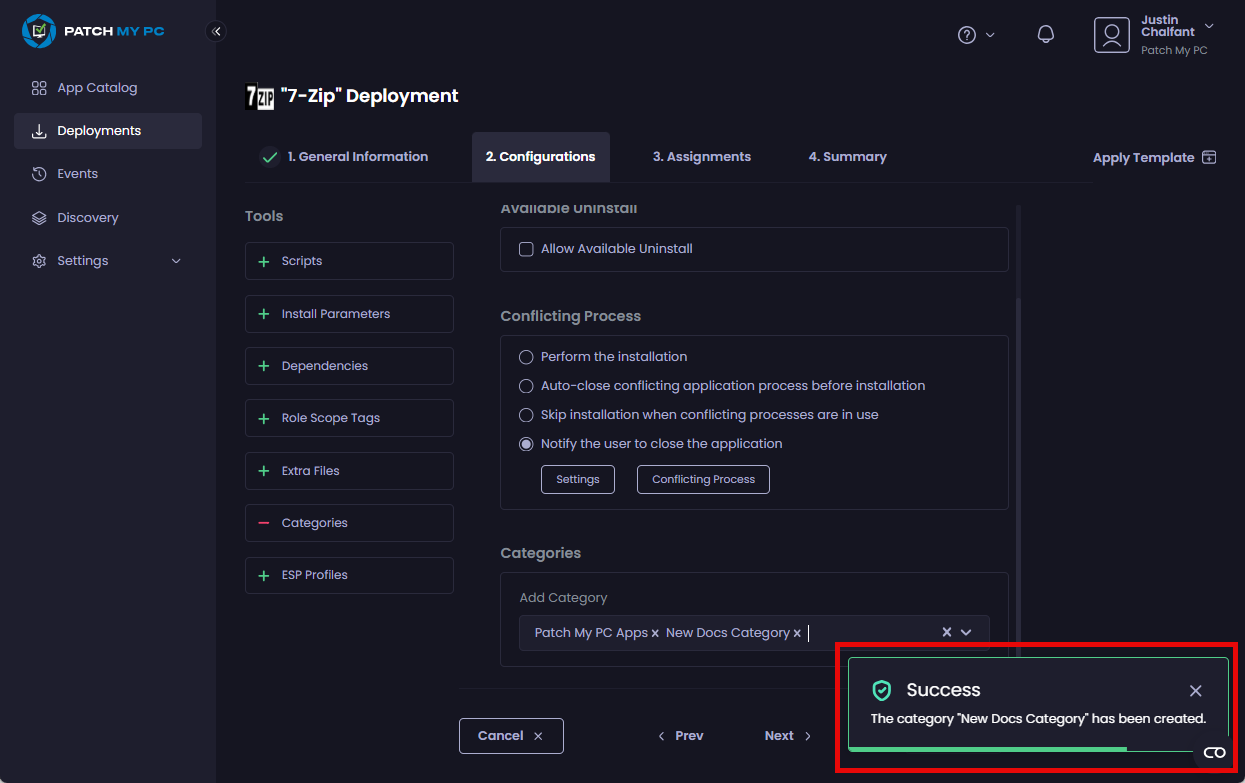 PATCH MY PC
Justin
Chalfant
Patch My PC
App Catalog
Deployments
Events
Discovery
Settings
7 ZIP "7-Zip" Deployment
1. General Information
2. Configurations
3. Assignments
4. Summary
Apply Template
Tools
Scripts
Install Parameters
Dependencies
Role Scope Tags
Extra Files
Categories
ESP Profiles
Available Uninstall
Allow Available Uninstall
Conflicting Process
Perform the installation
Auto-close conflicting application process before installation
Skip installation when conflicting processes are in use
Notify the user to close the application
Settings
Conflicting Process
Categories
Add Category
Patch My PC Apps x New Docs Category x
Success
The category "New Docs Category" has been created.
Cancel
Prev
Next